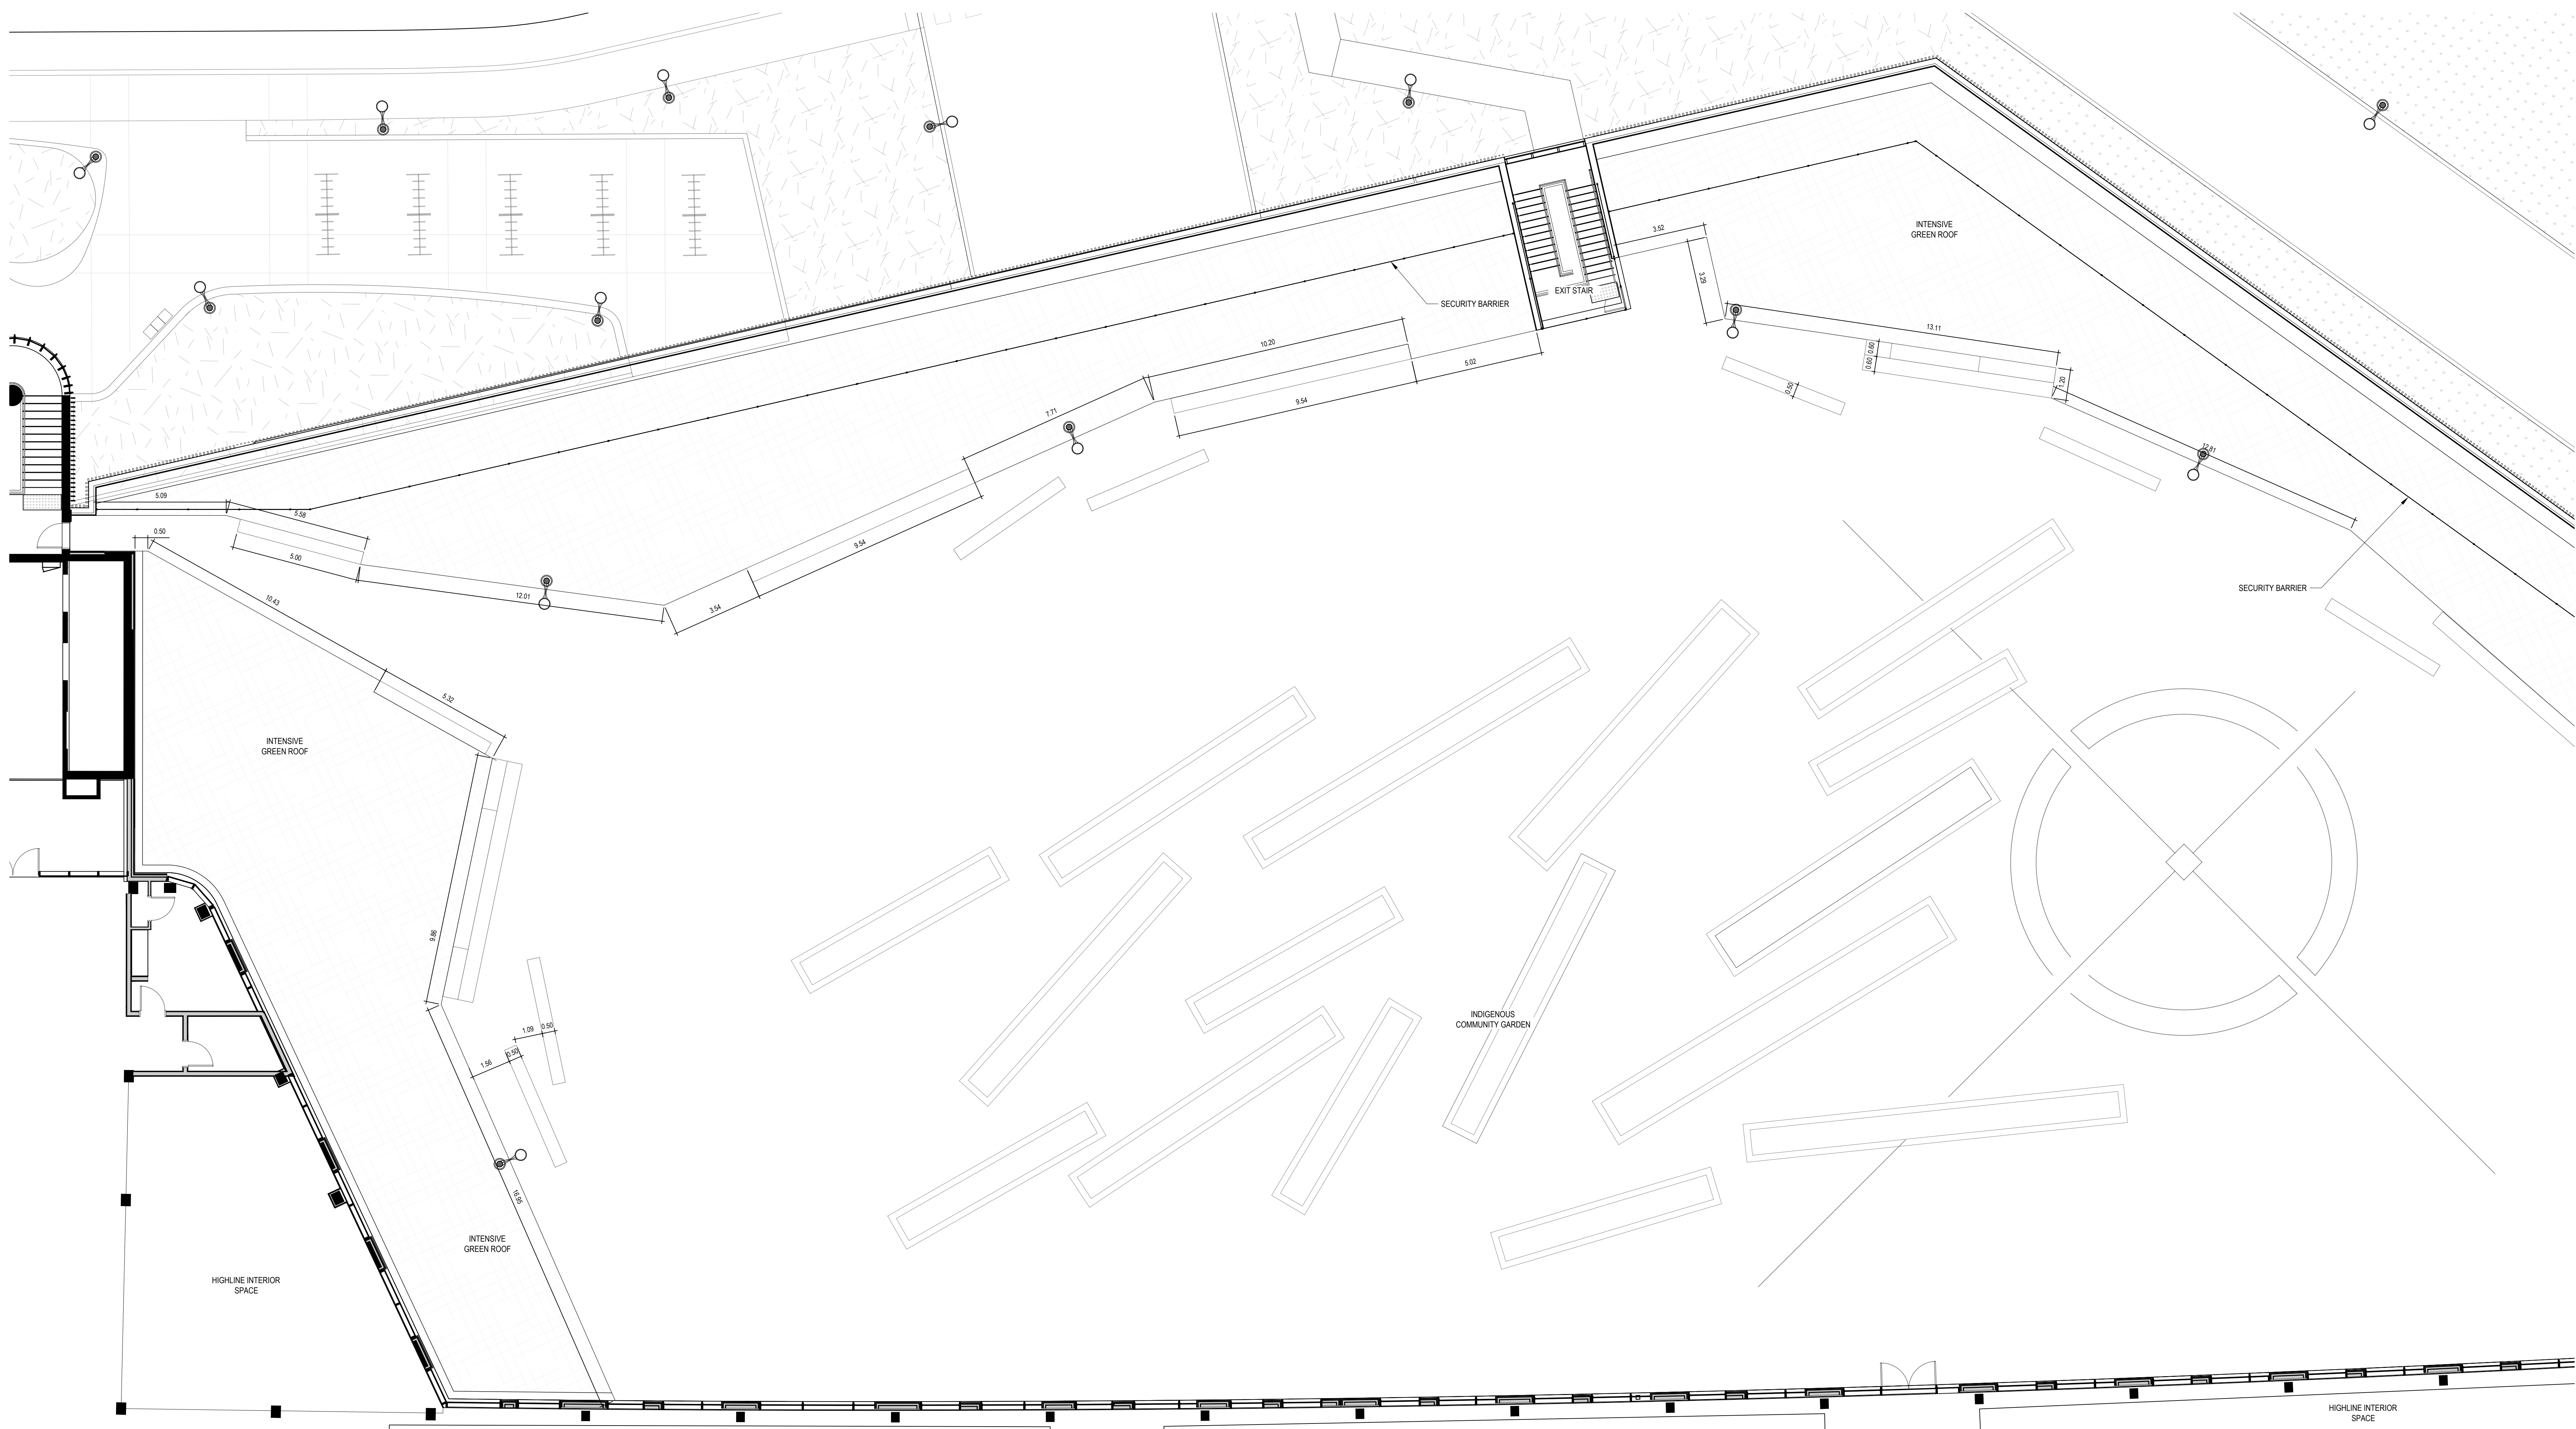 3.52
INTENSIVE
GREEN ROOF
3.29
EXIT STAIR
SECURITY BARRIER
13.11
10.20
0.60
0.60
5.02
1.20
0.50
9.54
7.71
12.81
5.09
5.58
0.50
5.00
9.54
SECURITY BARRIER
12.01
3.54
10.43
5.32
INTENSIVE
GREEN ROOF
9.86
INDIGENOUS
COMMUNITY GARDEN
1.09
0.50
1.56
0.50
16.95
INTENSIVE
GREEN ROOF
HIGHLINE INTERIOR
SPACE
HIGHLINE INTERIOR
SPACE